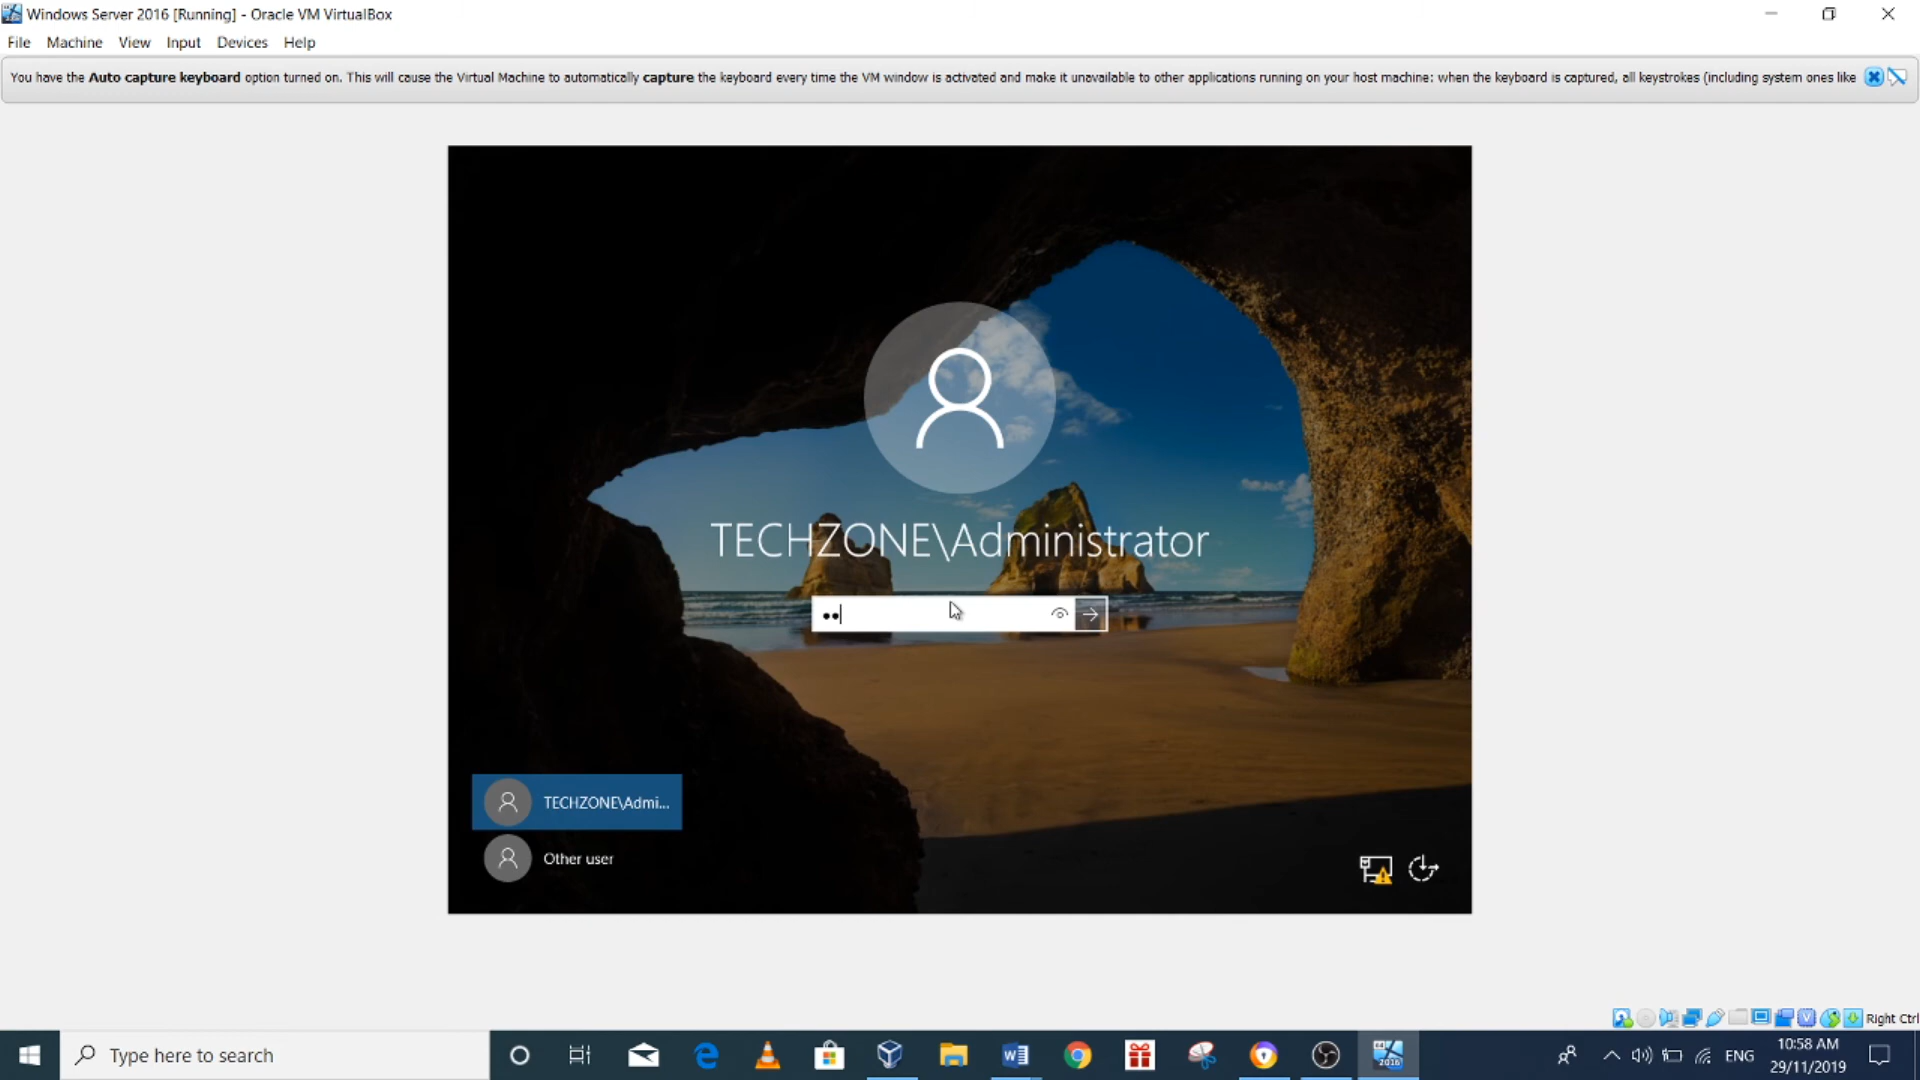 Windows Server 2016 [Running] - Oracle VM VirtualBox
File Machine View Input Devices Help
You have the Auto capture keyboard option turned on. This will cause the Virtual Machine to automatically capture the keyboard every time the VM window is activated and make it unavailable to other applications running on your host machine: when the keyboard is captured, all keystrokes (including system ones like
TECHZONE\Administrator
TECHZONE\Admi...
Other user
Right Ctrl
Type here to search
2016
ENG
10:58 AM
29/11/2019